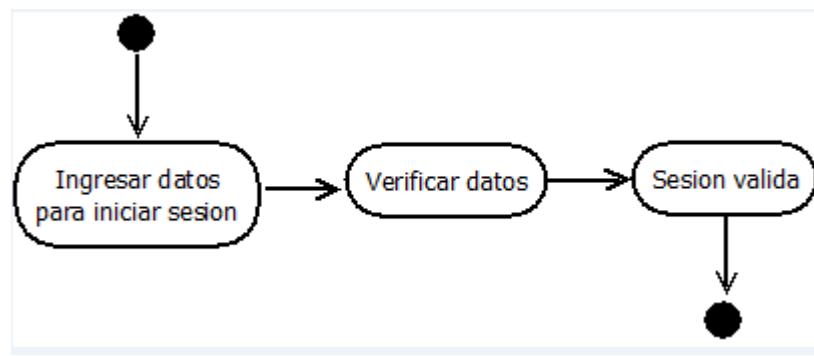 Ingresar datos
para iniciar sesion
Verificar datos
Sesion valida